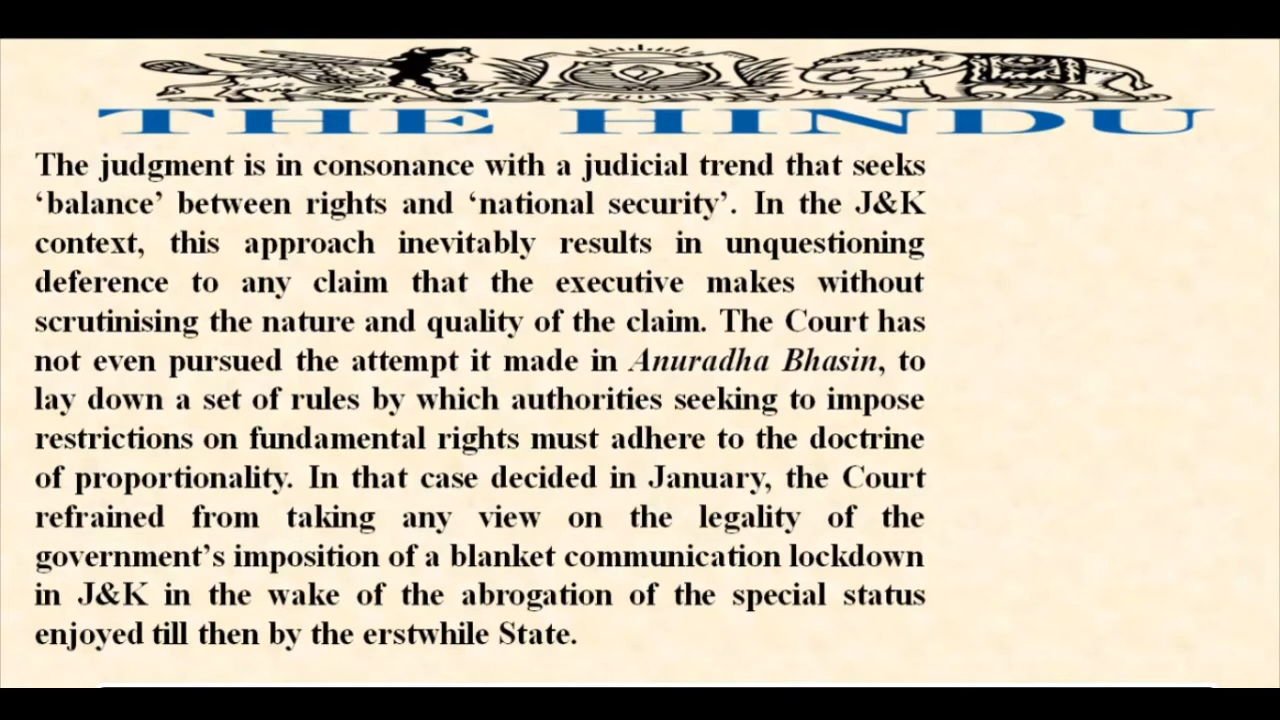 THE HINDU
The judgment is in consonance with a judicial trend that seeks
‘balance’ between rights and ‘national security’. In the J&K
context, this approach inevitably results in unquestioning
deference to any claim that the executive makes without
scrutinising the nature and quality of the claim. The Court has
not even pursued the attempt it made in Anuradha Bhasin, to
lay down a set of rules by which authorities seeking to impose
restrictions on fundamental rights must adhere to the doctrine
of proportionality. In that case decided in January, the Court
refrained from taking any view on the legality of the
government’s imposition of a blanket communication lockdown
in J&K in the wake of the abrogation of the special status
enjoyed till then by the erstwhile State.